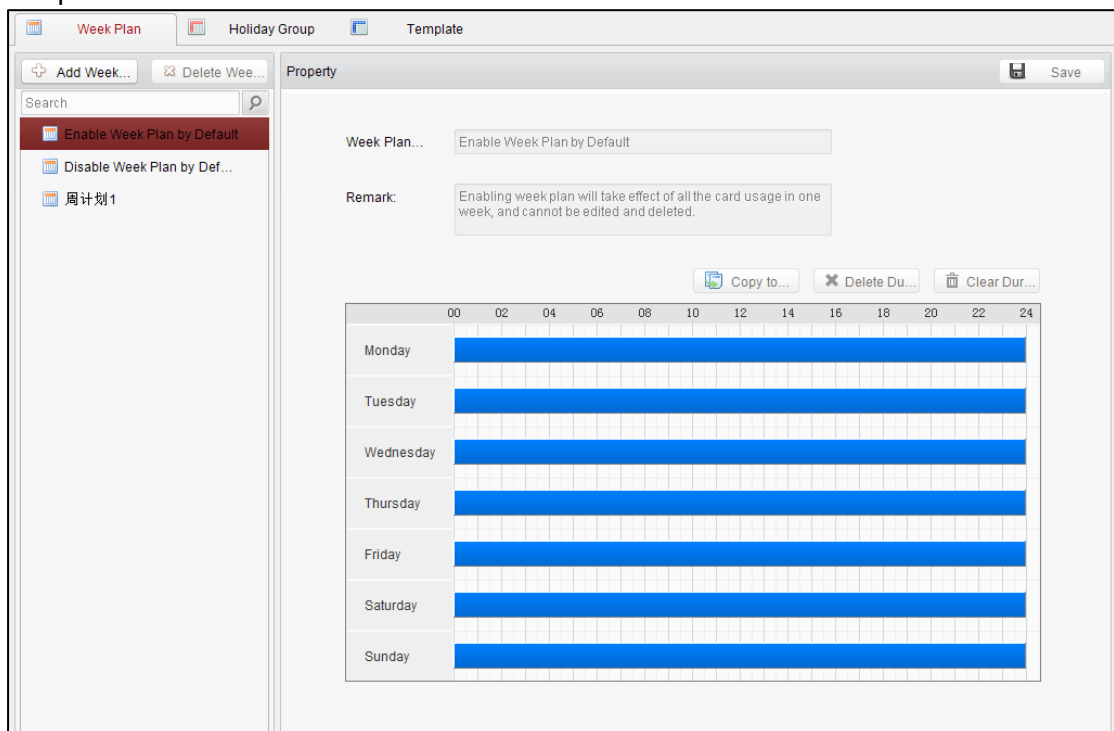 Week Plan
Holiday Group
Template
Add Week...
Delete Wee...
Property
Save
Search
Enable Week Plan by Default
Disable Week Plan by Def...
周计划1
Week Plan...
Enable Week Plan by Default
Remark:
Enabling week plan will take effect of all the card usage in one
week, and cannot be edited and deleted.
Copy to...
Delete Du...
Clear Dur...
00 02 04 06 08 10 12 14 16 18 20 22 24
Monday
Tuesday
Wednesday
Thursday
Friday
Saturday
Sunday